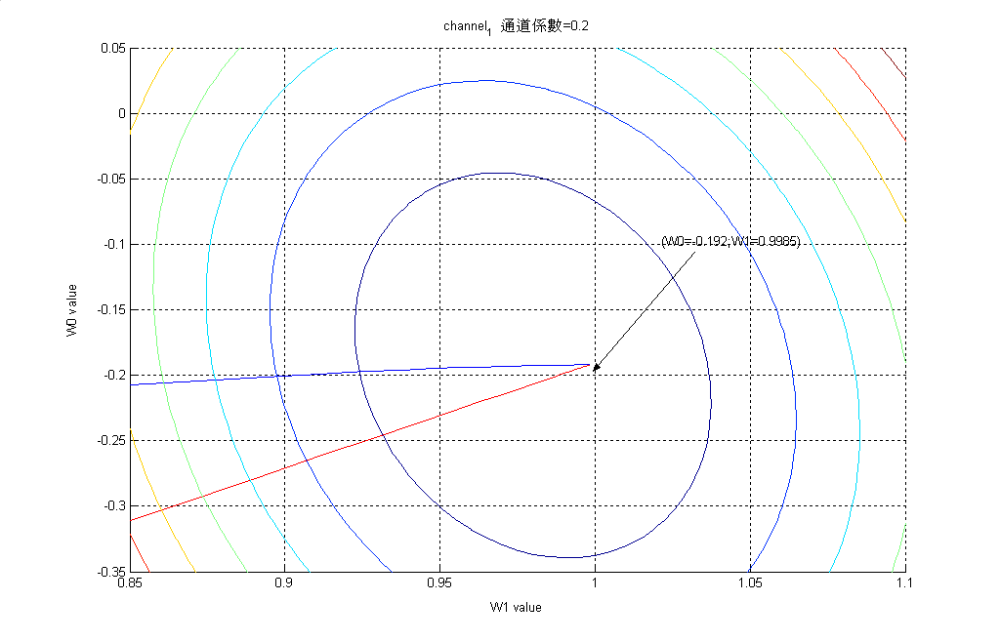 channel1 通道係數=0.2
0.05
0
-0.05
-0.1
(W0=-0.192;W1=0.9985)
-0.15
W0 value
-0.2
-0.25
-0.3
-0.35
0.85 0.9 0.95 1 1.05 1.1
W1 value